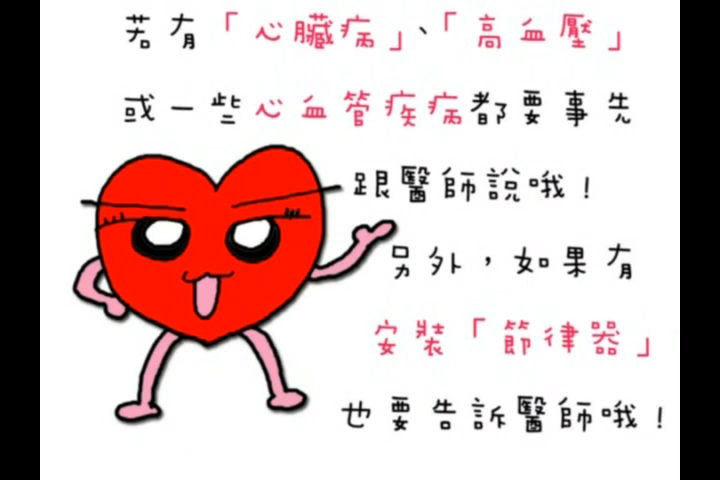 若有「心臟病」、「高血壓」
或一些心血管疾病都要事先
跟醫師說哦！
另外，如果有
安裝「節律器」
也要告訴醫師哦！